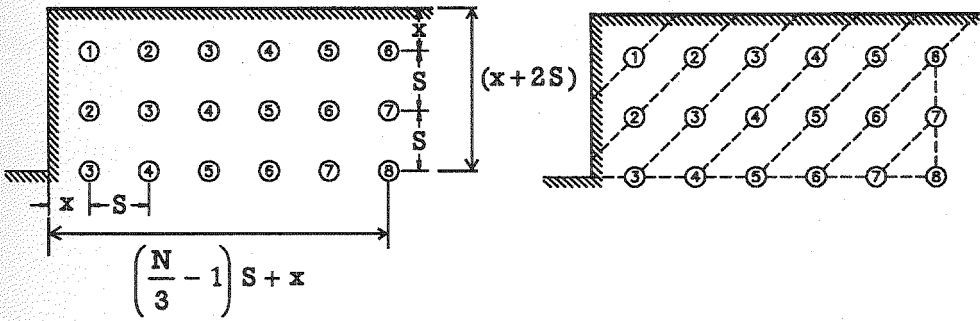 ① ② ③ ④ ⑤ ⑥
x
② ③ ④ ⑤ ⑥ ⑦
S
(x+2S)
③ ④ ⑤ ⑥ ⑦ ⑧
S
x S
(N/3 − 1) S + x
① ② ③ ④ ⑤ ⑥
② ③ ④ ⑤ ⑥ ⑦
③ ④ ⑤ ⑥ ⑦ ⑧